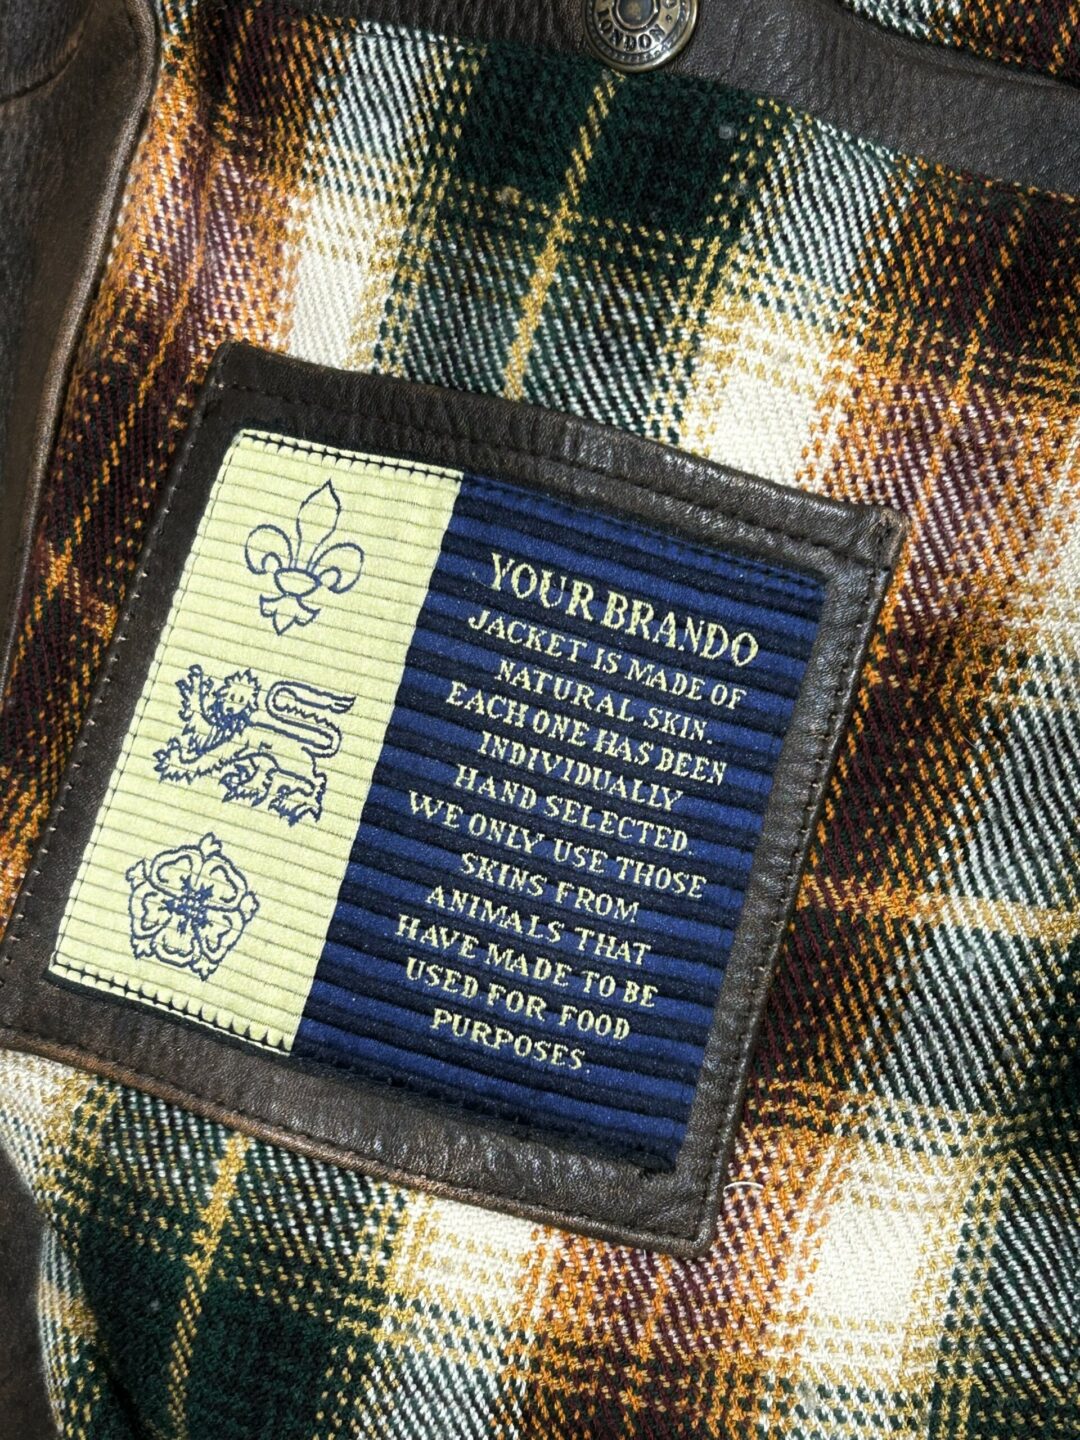 LONDON
YOUR BRANDO
JACKET IS MADE OF
NATURAL SKIN.
EACH ONE HAS BEEN
INDIVIDUALLY
HAND SELECTED.
WE ONLY USE THOSE
SKINS FROM
ANIMALS THAT
HAVE MADE TO BE
USED FOR FOOD
PURPOSES.